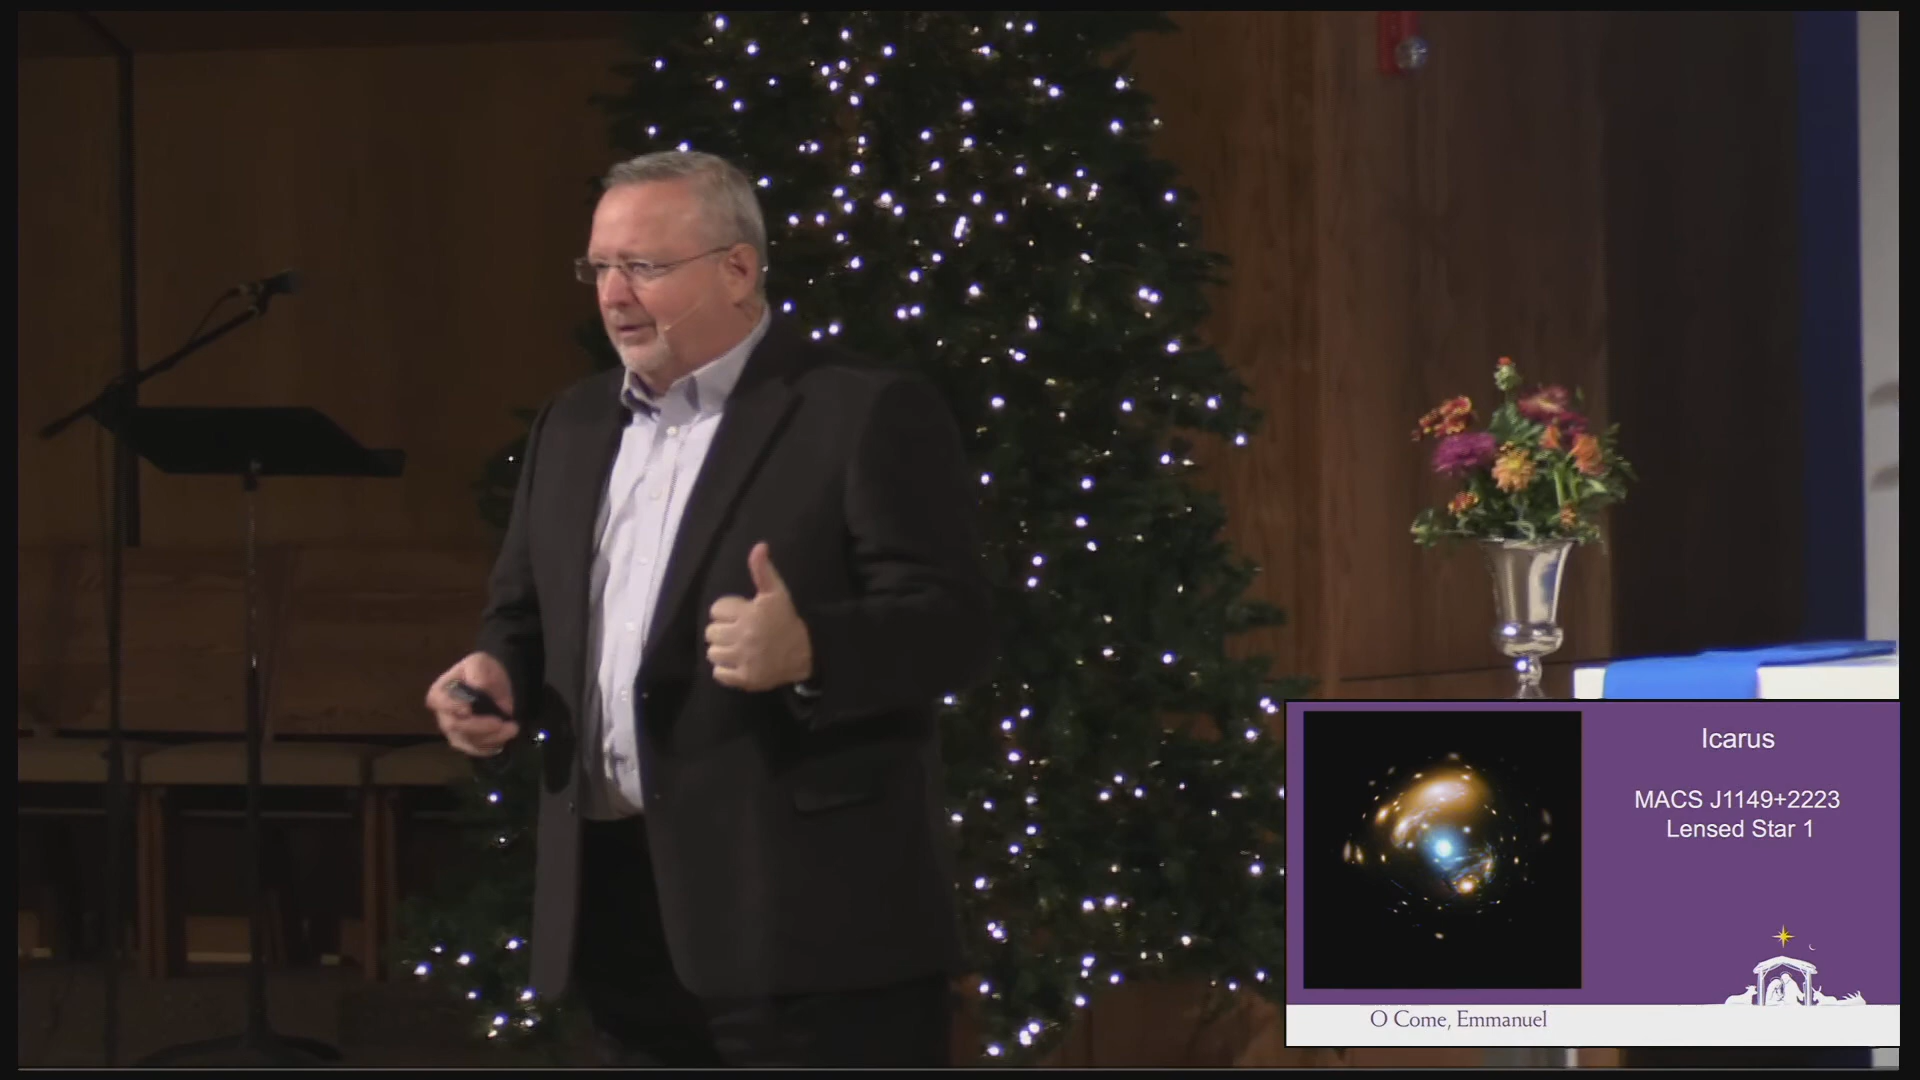 Icarus
MACS J1149+2223
Lensed Star 1
O Come, Emmanuel